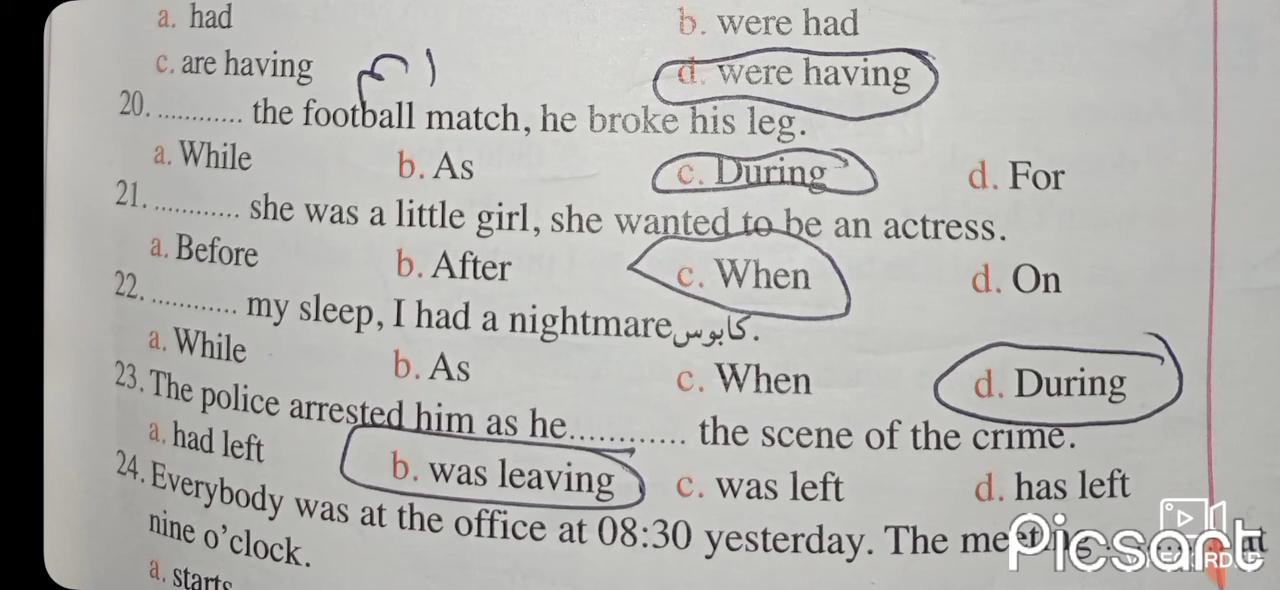 a. had b. were had
c. are having d. were having
اسم
20. ............ the football match, he broke his leg.
a. While b. As c. During d. For
21. ............ she was a little girl, she wanted to be an actress.
a. Before b. After c. When d. On
22. ............ my sleep, I had a nightmare كابوس.
a. While b. As c. When d. During
23. The police arrested him as he............ the scene of the crime.
a. had left b. was leaving c. was left d. has left
24. Everybody was at the office at 08:30 yesterday. The meeting ............ at
nine o'clock.
a. starts
Picsart